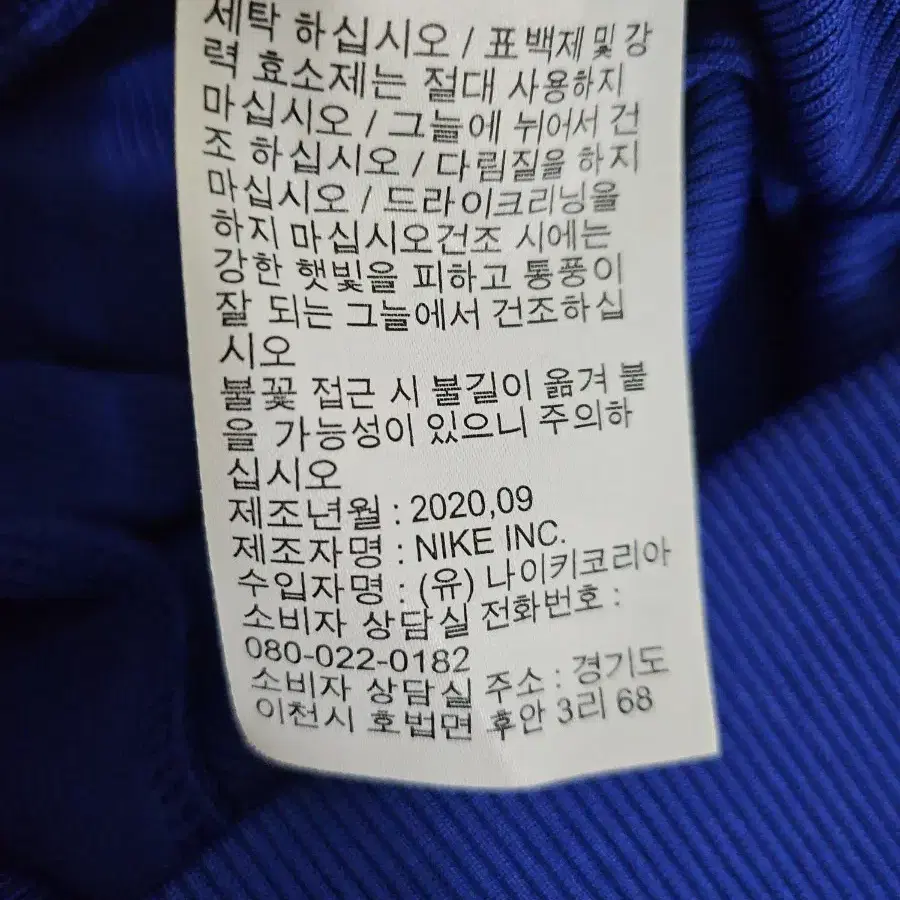 세탁 하십시오 / 표백제 및 강
력 효소제는 절대 사용하지
마십시오 / 그늘에 뉘어서 건
조 하십시오 / 다림질을 하지
마십시오 / 드라이크리닝을
하지 마십시오건조 시에는
강한 햇빛을 피하고 통풍이
잘 되는 그늘에서 건조하십
시오
불꽃 접근 시 불길이 옮겨 붙
을 가능성이 있으니 주의하
십시오
제조년월 : 2020,09
제조자명 : NIKE INC.
수입자명 : (유) 나이키코리아
소비자 상담실 전화번호 :
080-022-0182
소비자 상담실 주소 : 경기도
이천시 호법면 후안 3리 68